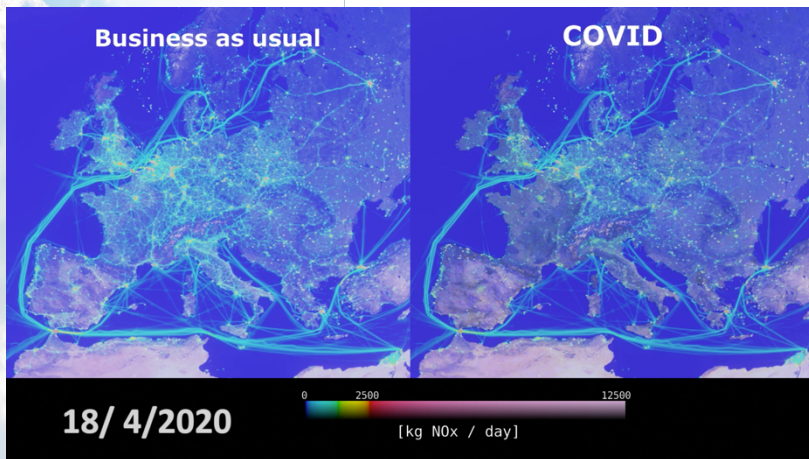 Business as usual
COVID
0 2500 12500
18/ 4/2020
[kg NOx / day]